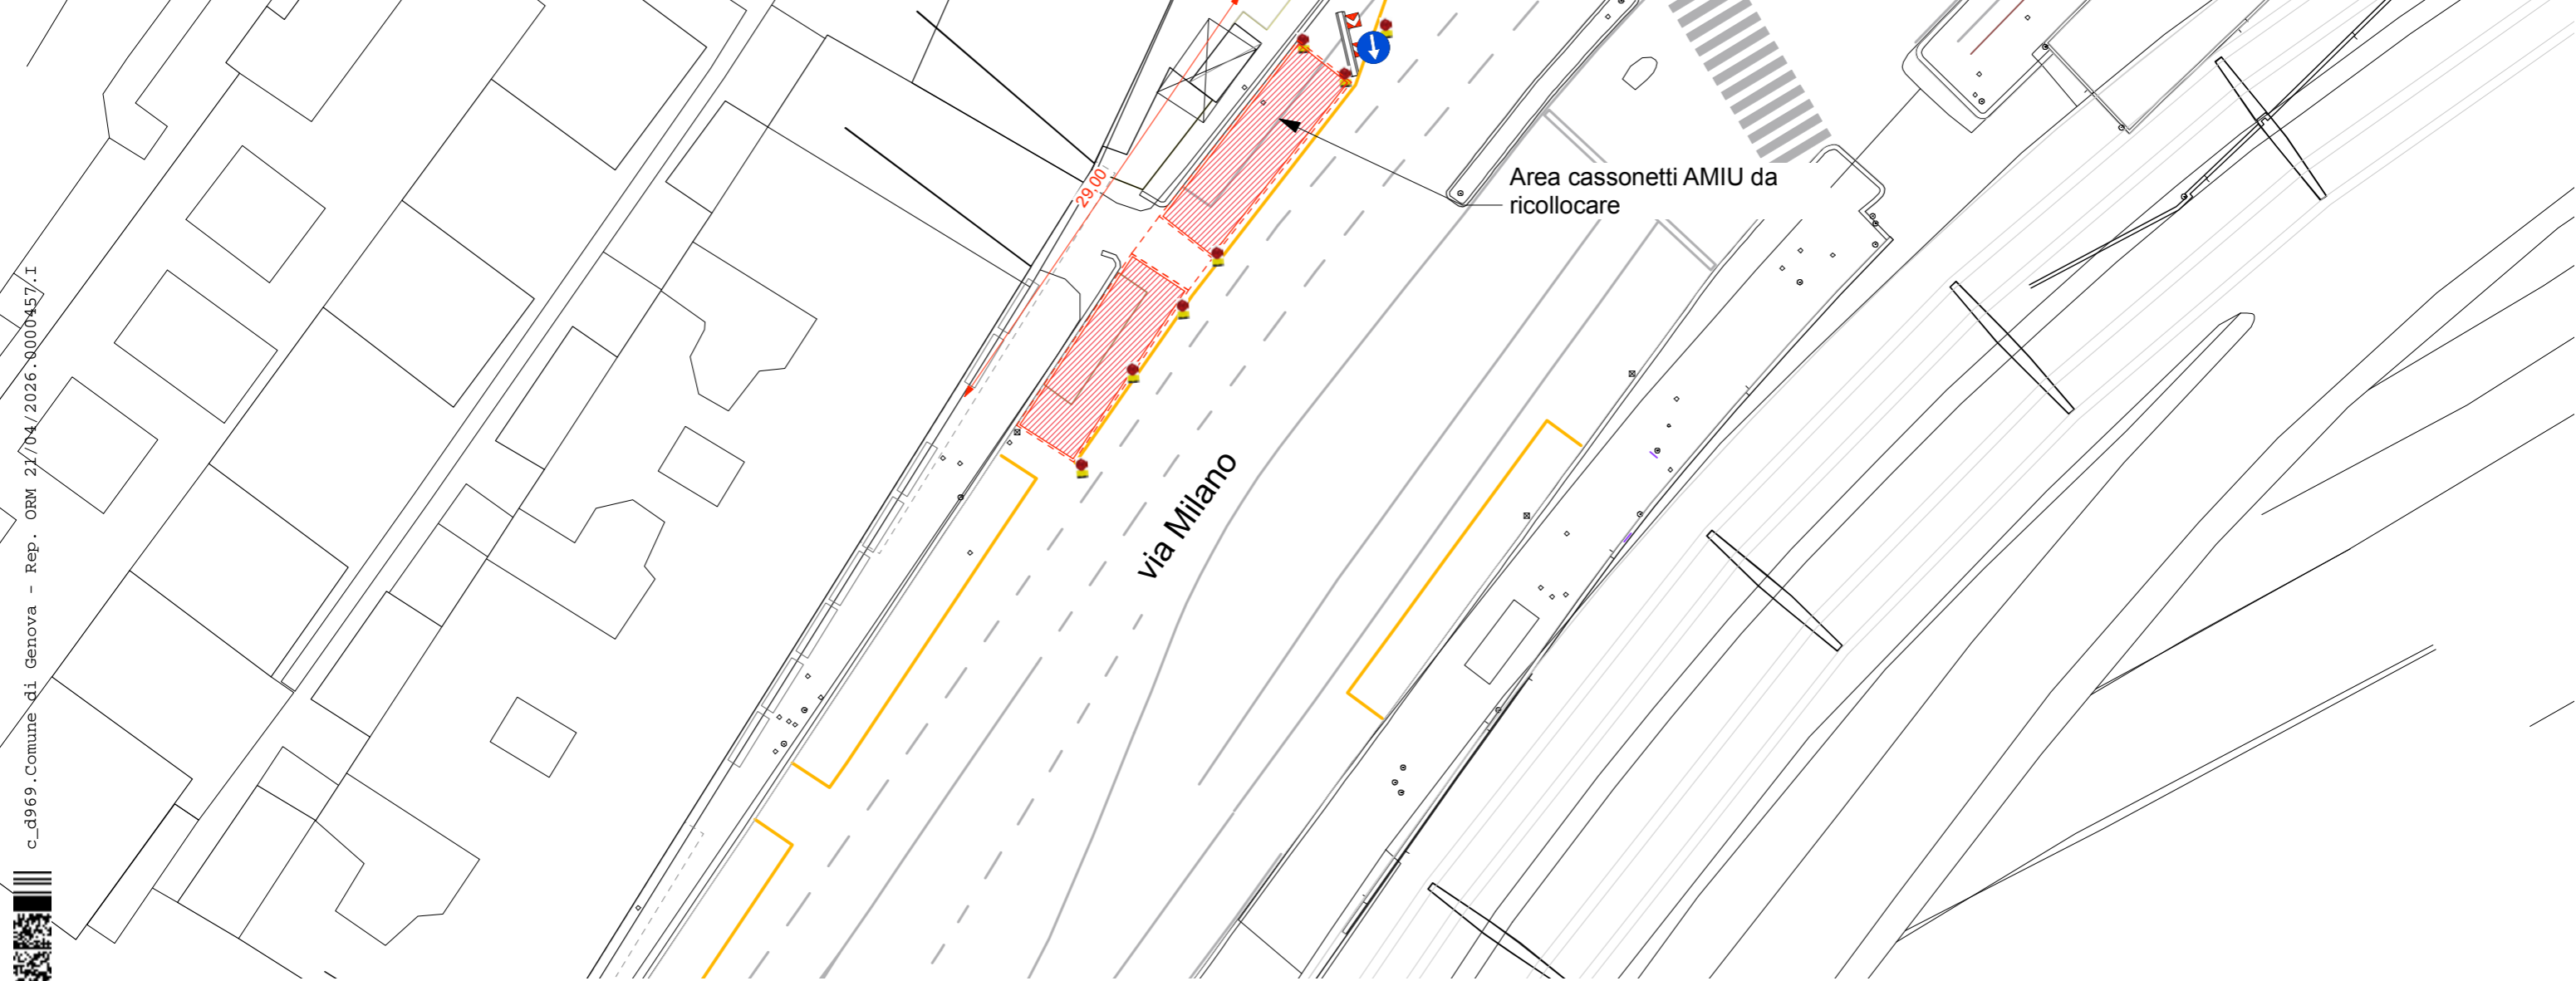 Area cassonetti AMIU da
ricollocare
29,00
via Milano
c_d969.Comune di Genova - Rep. ORM 21/04/2026.0000457.I